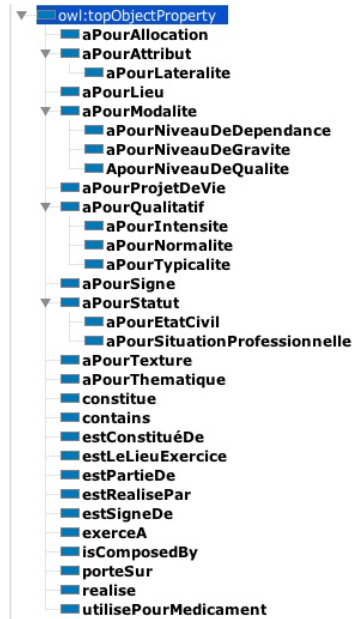 owl:topObjectProperty
aPourAllocation
aPourAttribut
aPourLateralite
aPourLieu
aPourModalite
aPourNiveauDeDependance
aPourNiveauDeGravite
ApourNiveauDeQualite
aPourProjetDeVie
aPourQualitatif
aPourIntensite
aPourNormalite
aPourTypicalite
aPourSigne
aPourStatut
aPourEtatCivil
aPourSituationProfessionnelle
aPourTexture
aPourThematique
constitue
contains
estConstituéDe
estLeLieuExercice
estPartieDe
estRealisePar
estSigneDe
exerceA
isComposedBy
porteSur
realise
utilisePourMedicament